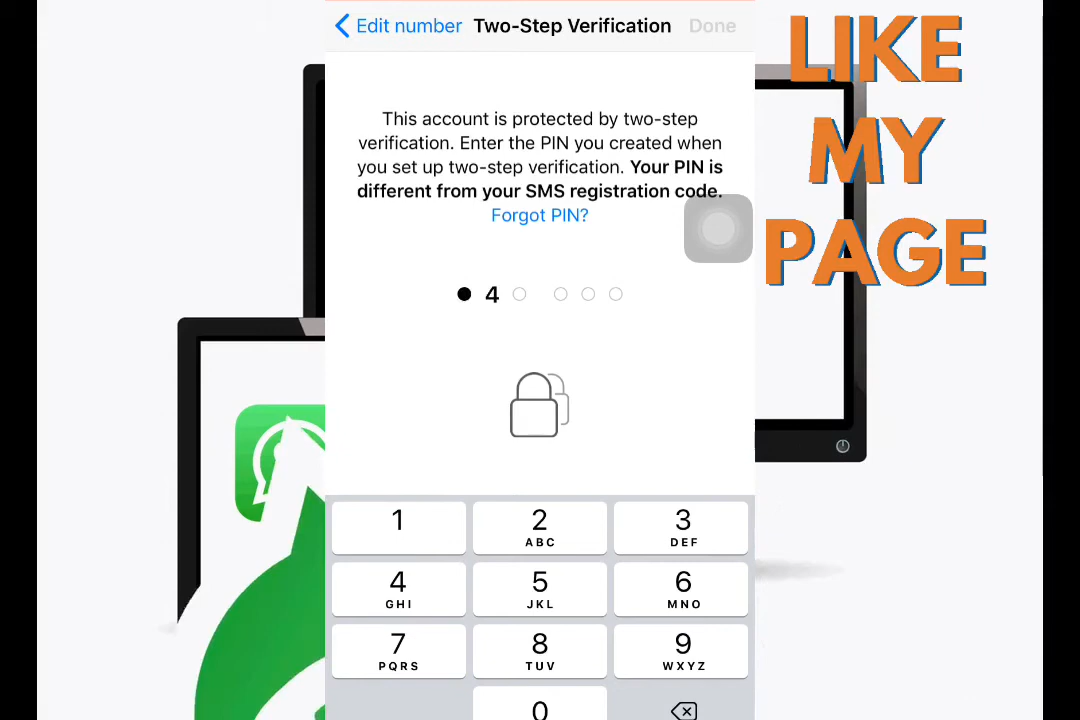 Edit number
Two-Step Verification
Done
LIKE
MY
PAGE
This account is protected by two-step
verification. Enter the PIN you created when
you set up two-step verification. Your PIN is
different from your SMS registration code.
Forgot PIN?
4
1
2
ABC
3
DEF
4
GHI
5
JKL
6
MNO
7
PQRS
8
TUV
9
WXYZ
0